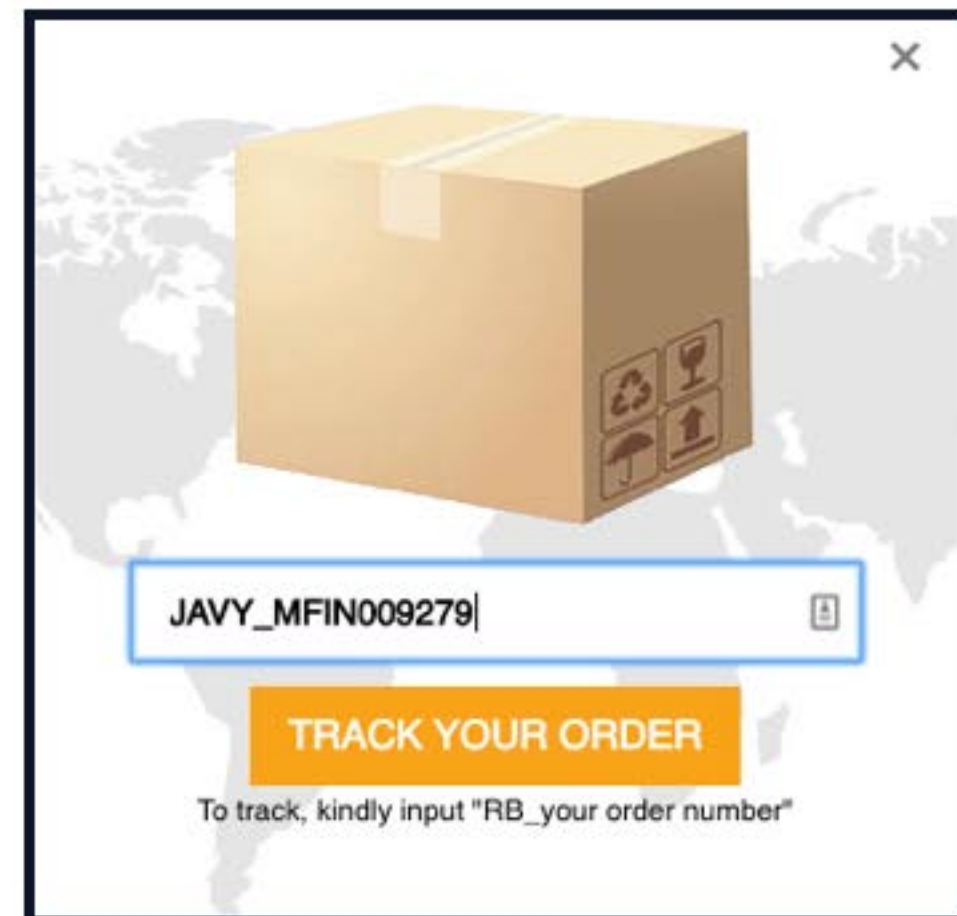 JAVY_MFIN009279
TRACK YOUR ORDER
To track, kindly input "RB_your order number"